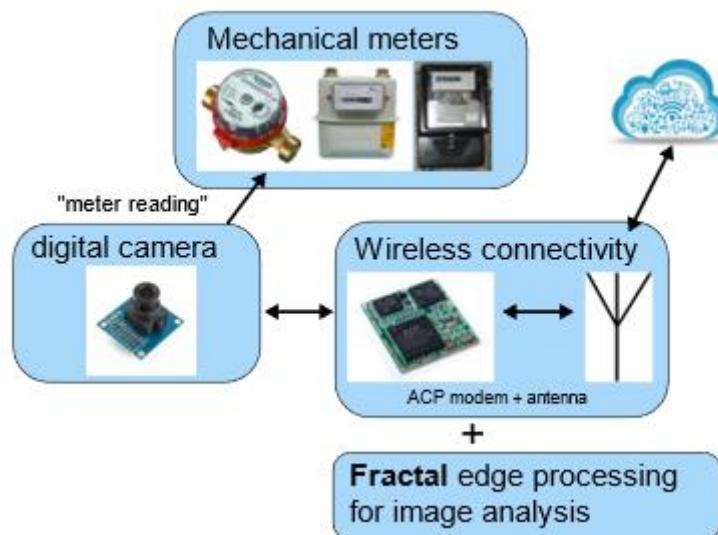 Mechanical meters
"meter reading"
digital camera
Wireless connectivity
ACP modem + antenna
+
Fractal edge processing
for image analysis